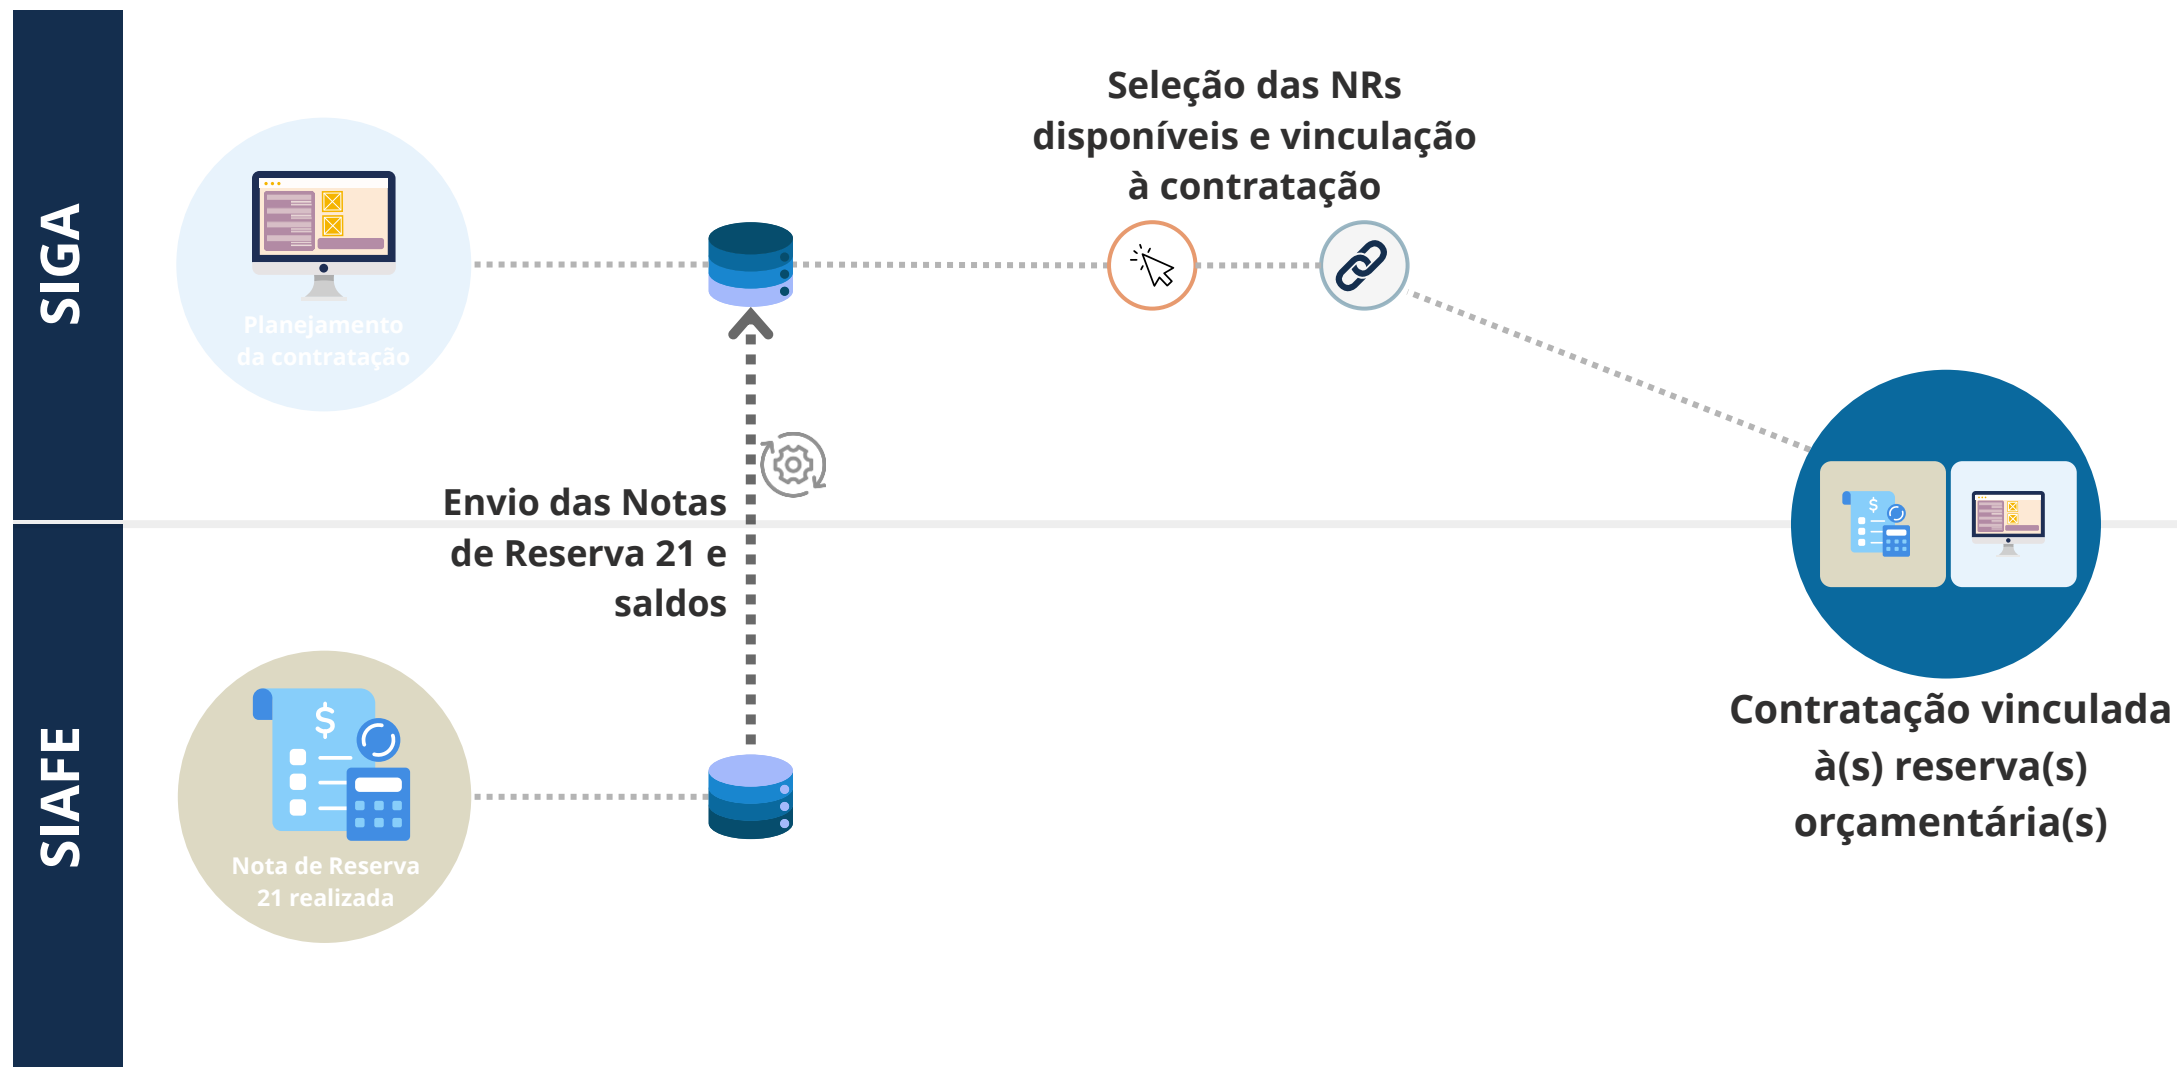 SIGA
Planejamento
da contratação
Seleção das NRs
disponíveis e vinculação
à contratação
Envio das Notas
de Reserva 21 e
saldos
SIAFE
$
Nota de Reserva
21 realizada
$
Contratação vinculada
à(s) reserva(s)
orçamentária(s)